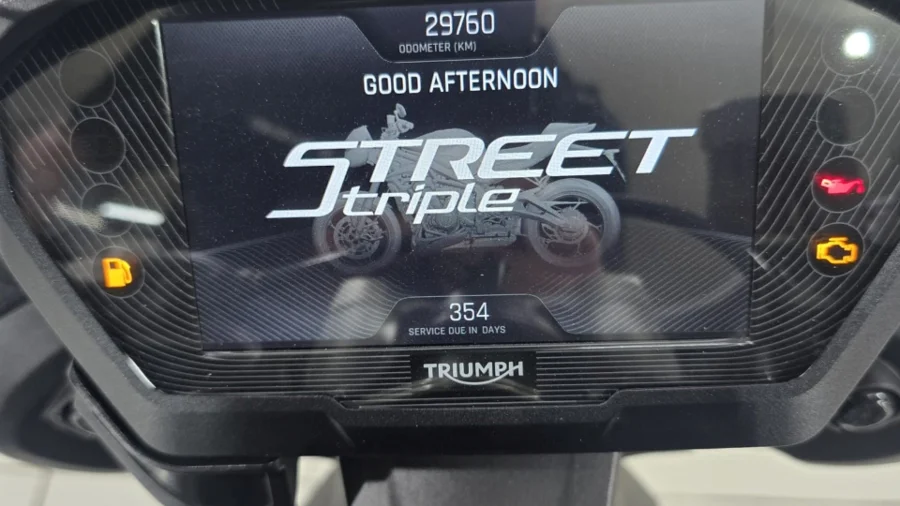 29760
ODOMETER (KM)
GOOD AFTERNOON
STREET
triple
354
SERVICE DUE IN DAYS
TRIUMPH